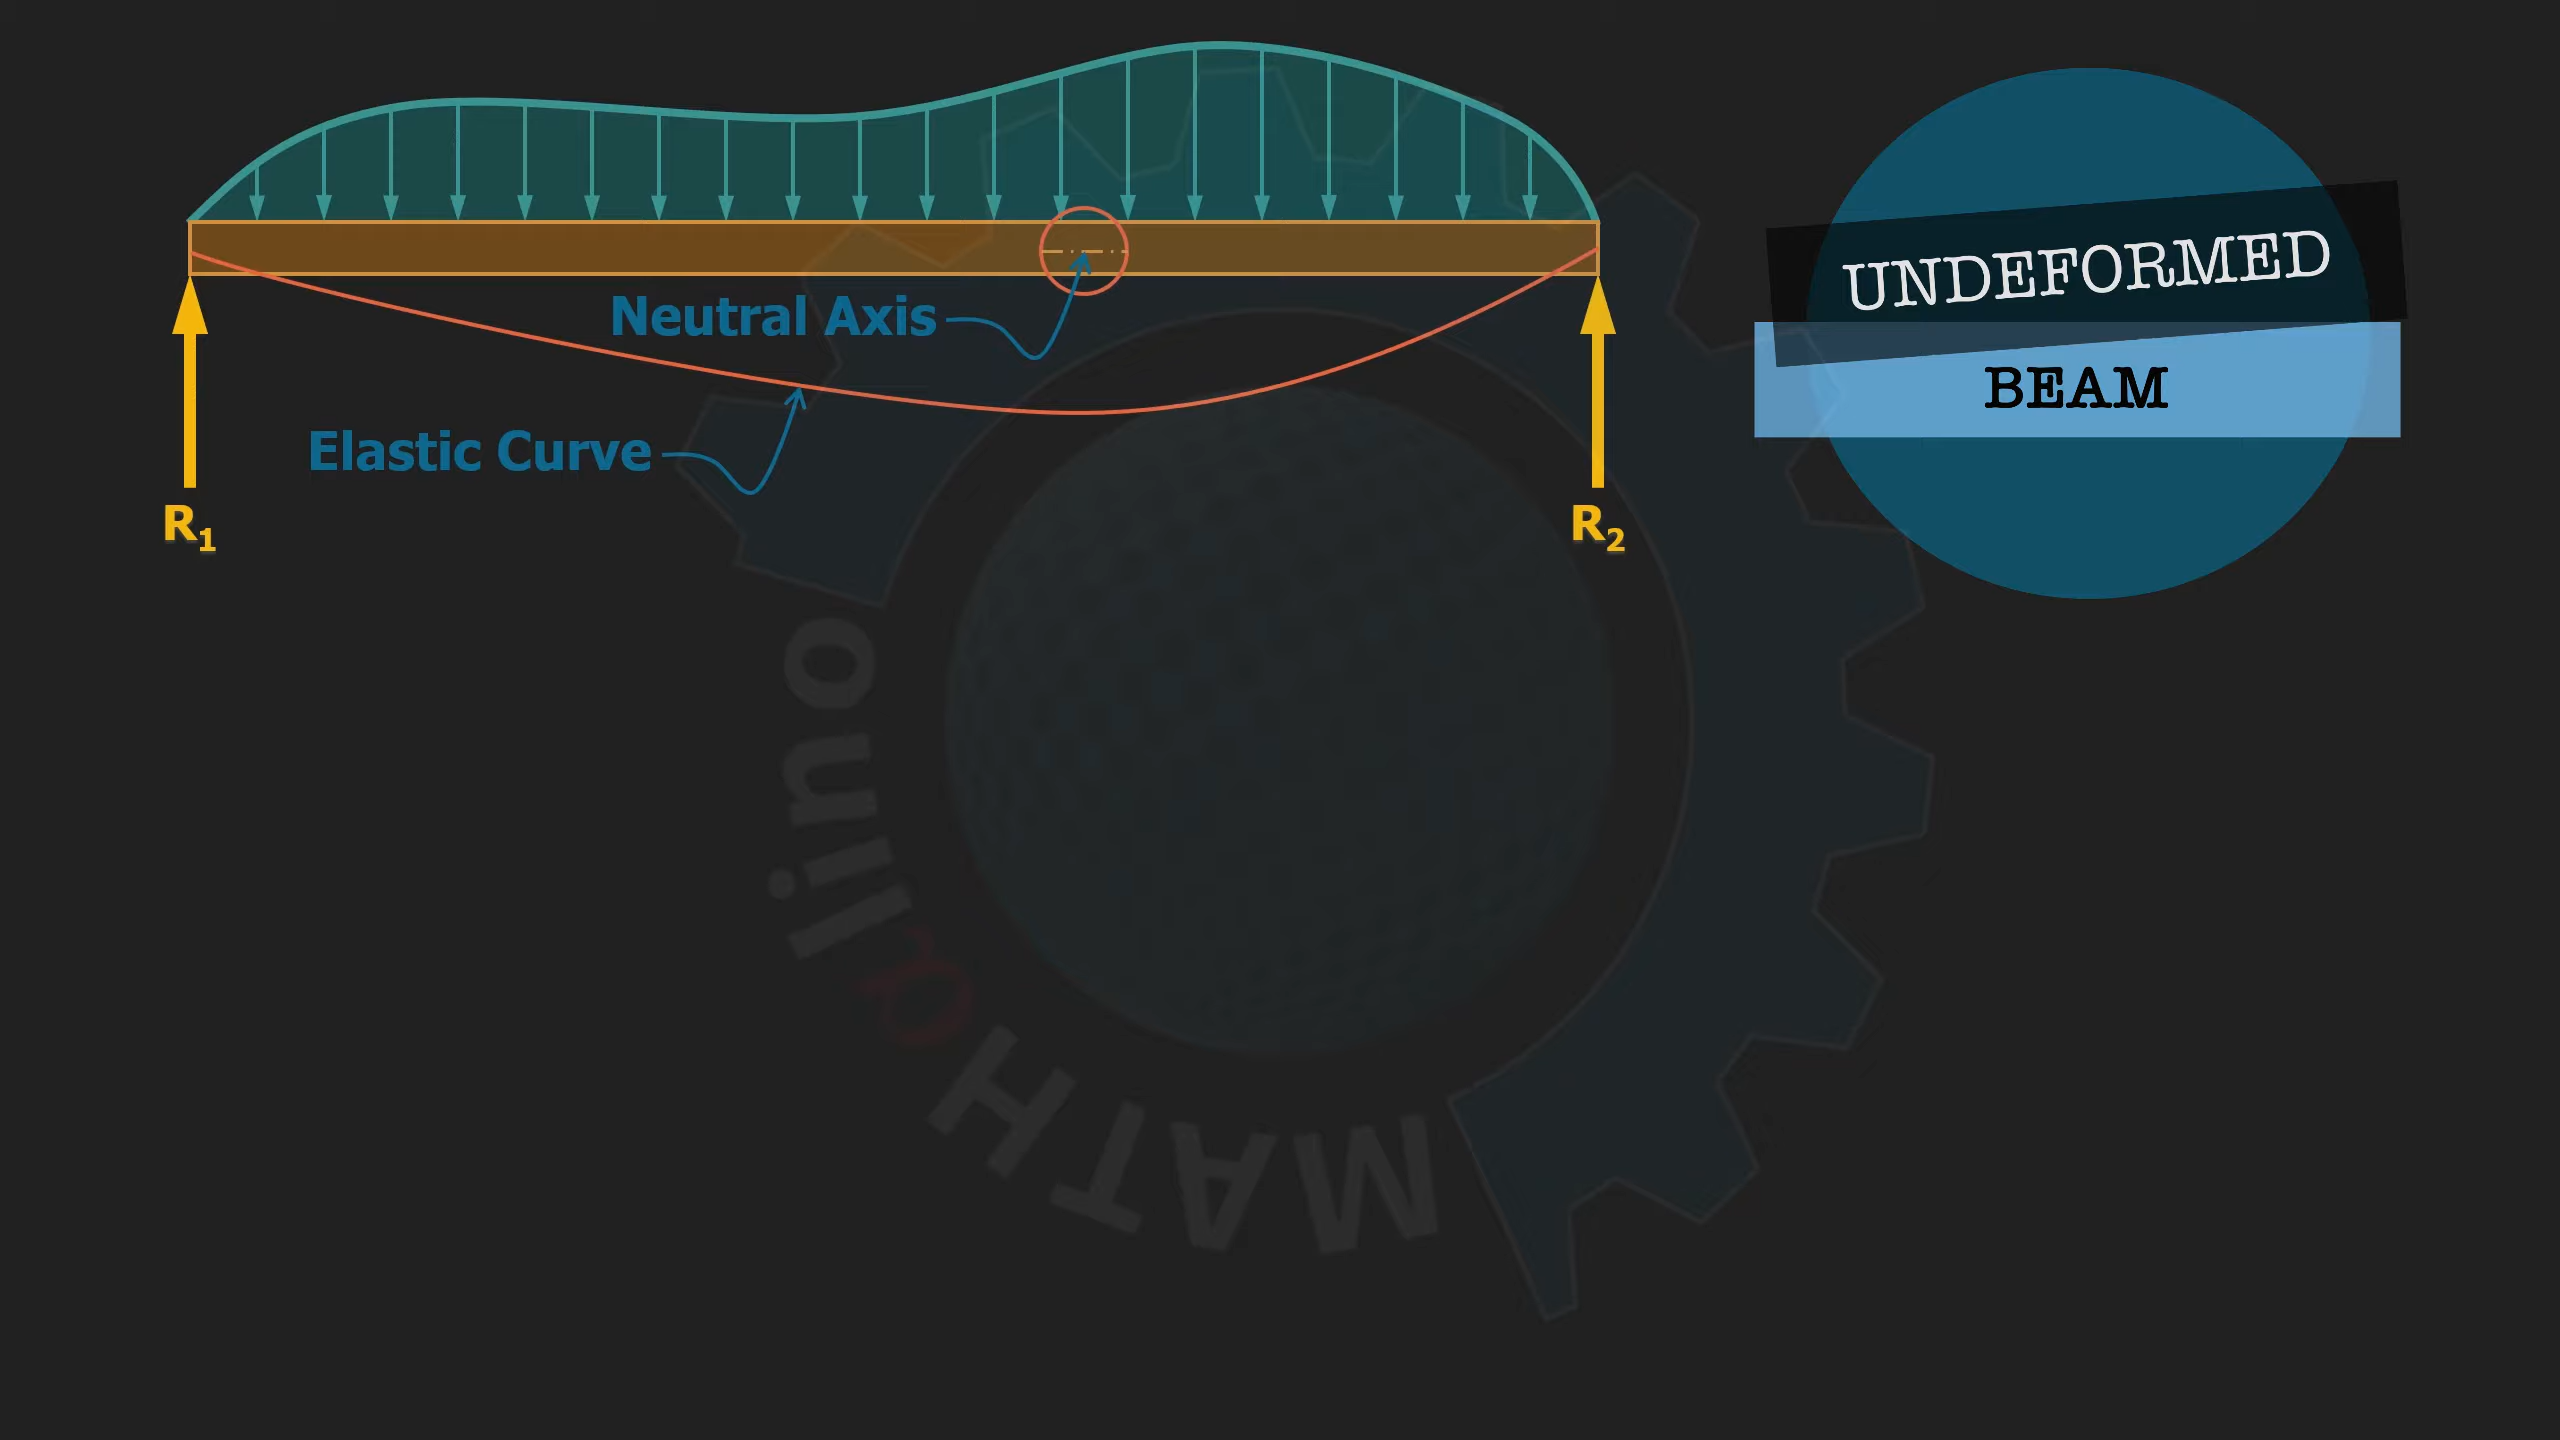 UNDEFORMED
BEAM
Neutral Axis
Elastic Curve
R₁
R₂
MATHalino